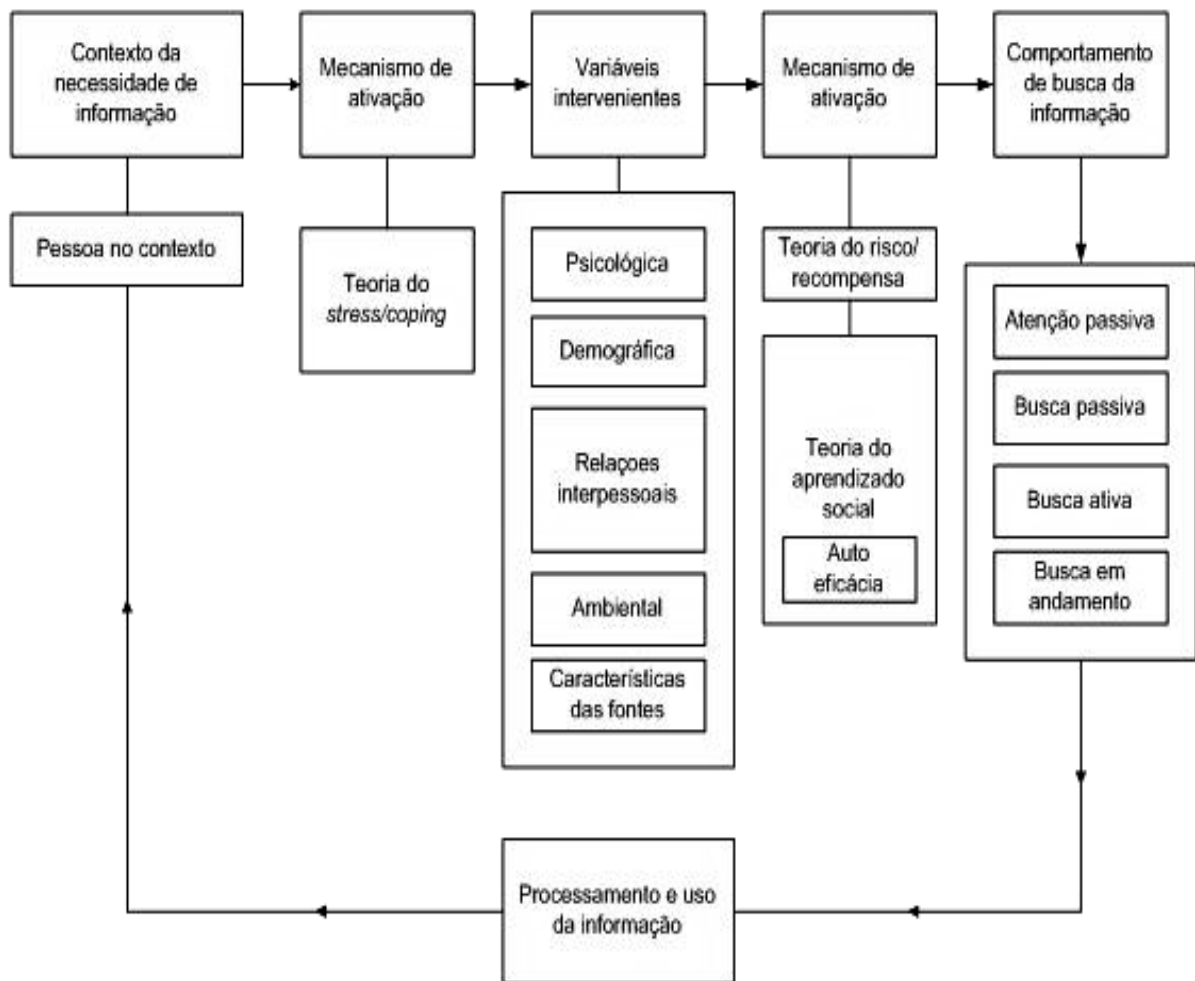 Contexto da
necessidade de
informação
Mecanismo de
ativação
Variáveis
intervenientes
Mecanismo de
ativação
Comportamento
de busca da
informação
Pessoa no contexto
Teoria do
stress/coping
Psicológica
Demográfica
Relaçoes
interpessoais
Ambiental
Características
das fontes
Teoria do risco/
recompensa
Teoria do
aprendizado
social
Auto
eficácia
Atenção passiva
Busca passiva
Busca ativa
Busca em
andamento
Processamento e uso
da informação